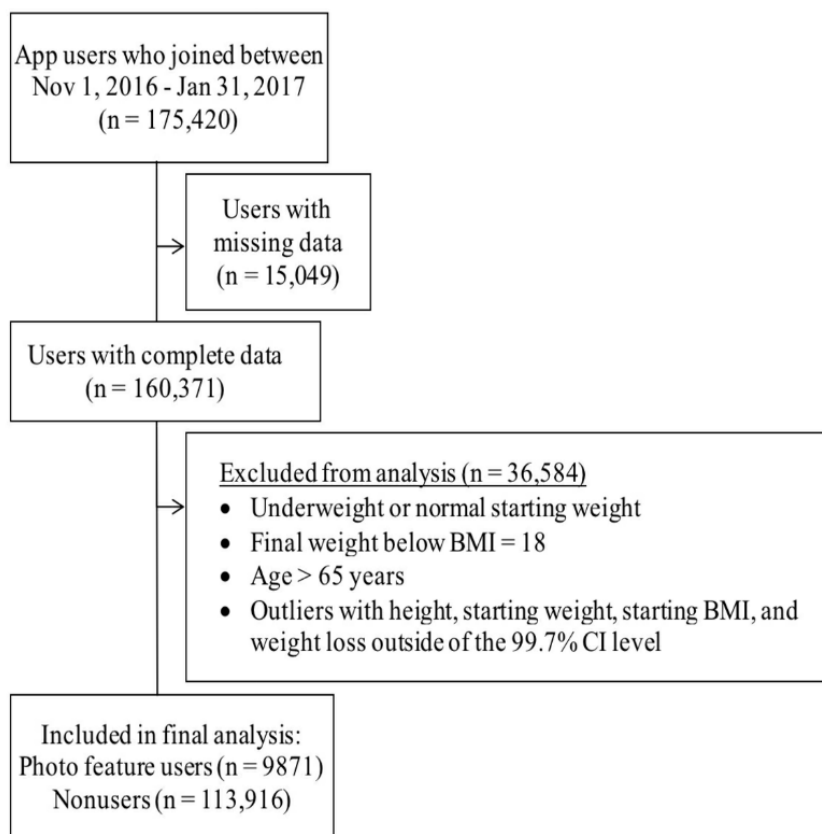 App users who joined between
Nov 1, 2016 - Jan 31, 2017
(n = 175,420)
Users with
missing data
(n = 15,049)
Users with complete data
(n = 160,371)
Excluded from analysis (n = 36,584)
• Underweight or normal starting weight
• Final weight below BMI = 18
• Age > 65 years
• Outliers with height, starting weight, starting BMI, and
weight loss outside of the 99.7% CI level
Included in final analysis:
Photo feature users (n = 9871)
Nonusers (n = 113,916)